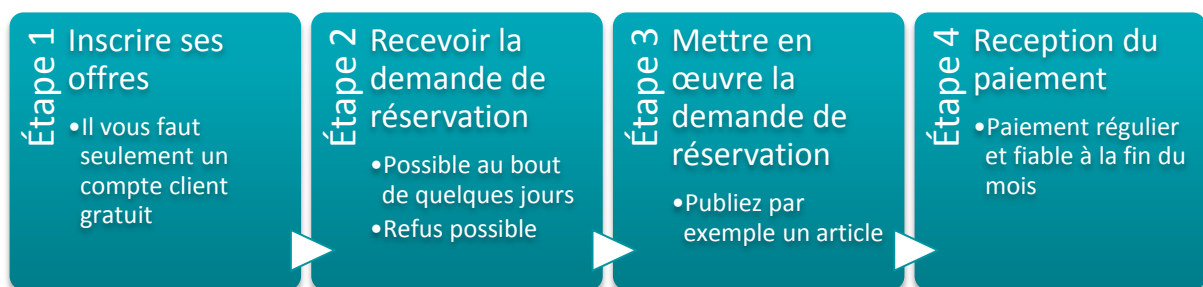 Étape 1
Inscrire ses
offres
•Il vous faut
seulement un
compte client
gratuit
Étape 2
Recevoir la
demande de
réservation
•Possible au bout
de quelques jours
•Refus possible
Étape 3
Mettre en
œuvre la
demande de
réservation
•Publiez par
exemple un article
Étape 4
Reception du
paiement
•Paiement régulier
et fiable à la fin du
mois